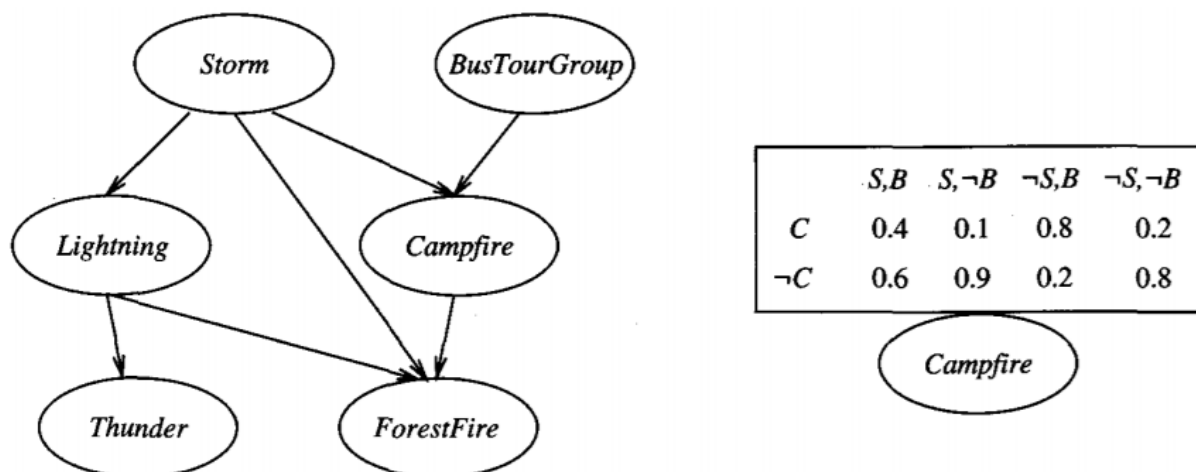 Storm
BusTourGroup
Lightning
Campfire
Thunder
ForestFire
S,B S,¬B ¬S,B ¬S,¬B
C 0.4 0.1 0.8 0.2
¬C 0.6 0.9 0.2 0.8
Campfire